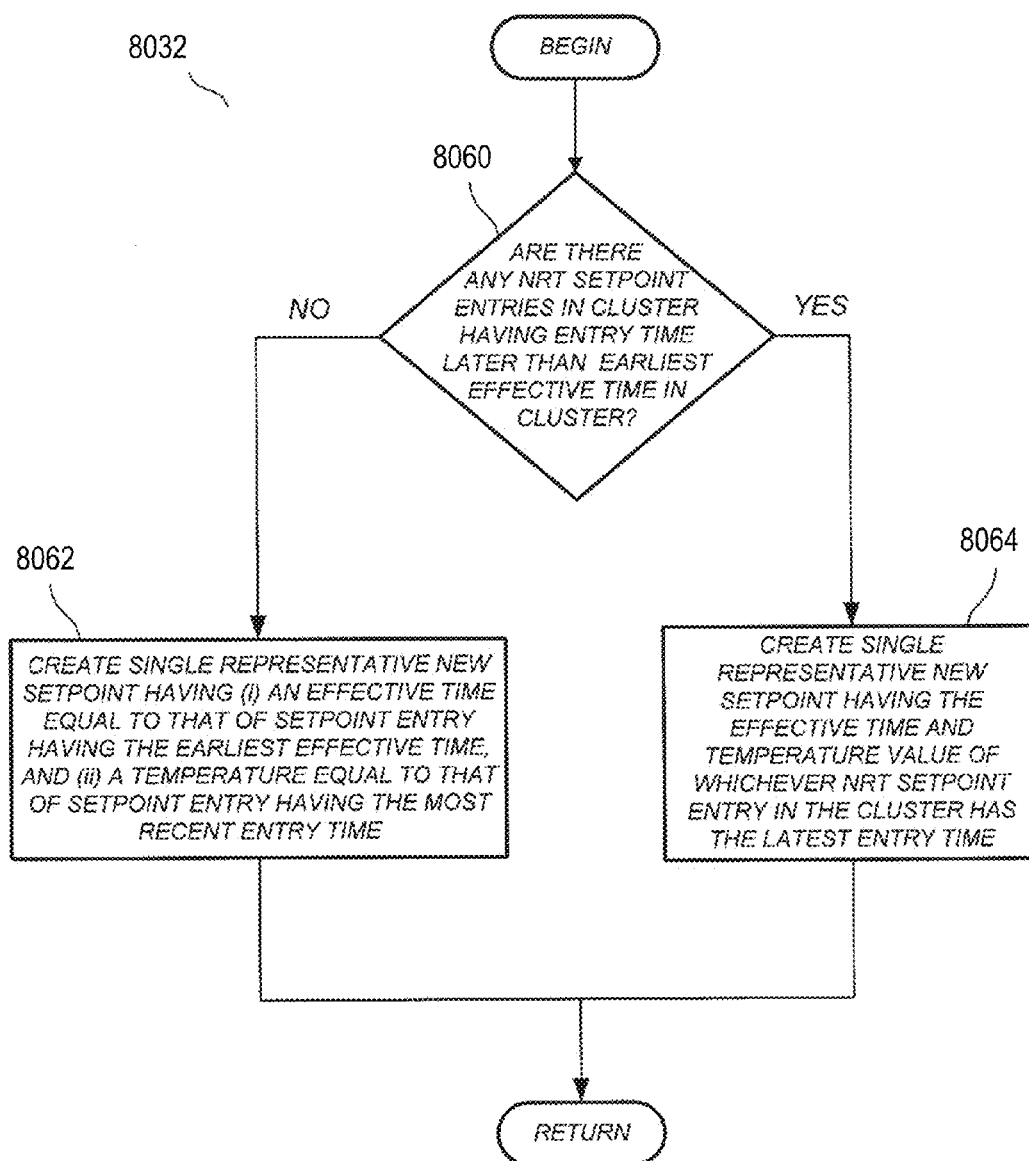 8032
BEGIN
8060
ARE THERE
ANY NRT SETPOINT
ENTRIES IN CLUSTER
HAVING ENTRY TIME
LATER THAN EARLIEST
EFFECTIVE TIME IN
CLUSTER?
NO
YES
8062
CREATE SINGLE REPRESENTATIVE NEW
SETPOINT HAVING (i) AN EFFECTIVE TIME
EQUAL TO THAT OF SETPOINT ENTRY
HAVING THE EARLIEST EFFECTIVE TIME,
AND (ii) A TEMPERATURE EQUAL TO THAT
OF SETPOINT ENTRY HAVING THE MOST
RECENT ENTRY TIME
8064
CREATE SINGLE
REPRESENTATIVE NEW
SETPOINT HAVING THE
EFFECTIVE TIME AND
TEMPERATURE VALUE OF
WHICHEVER NRT SETPOINT
ENTRY IN THE CLUSTER HAS
THE LATEST ENTRY TIME
RETURN